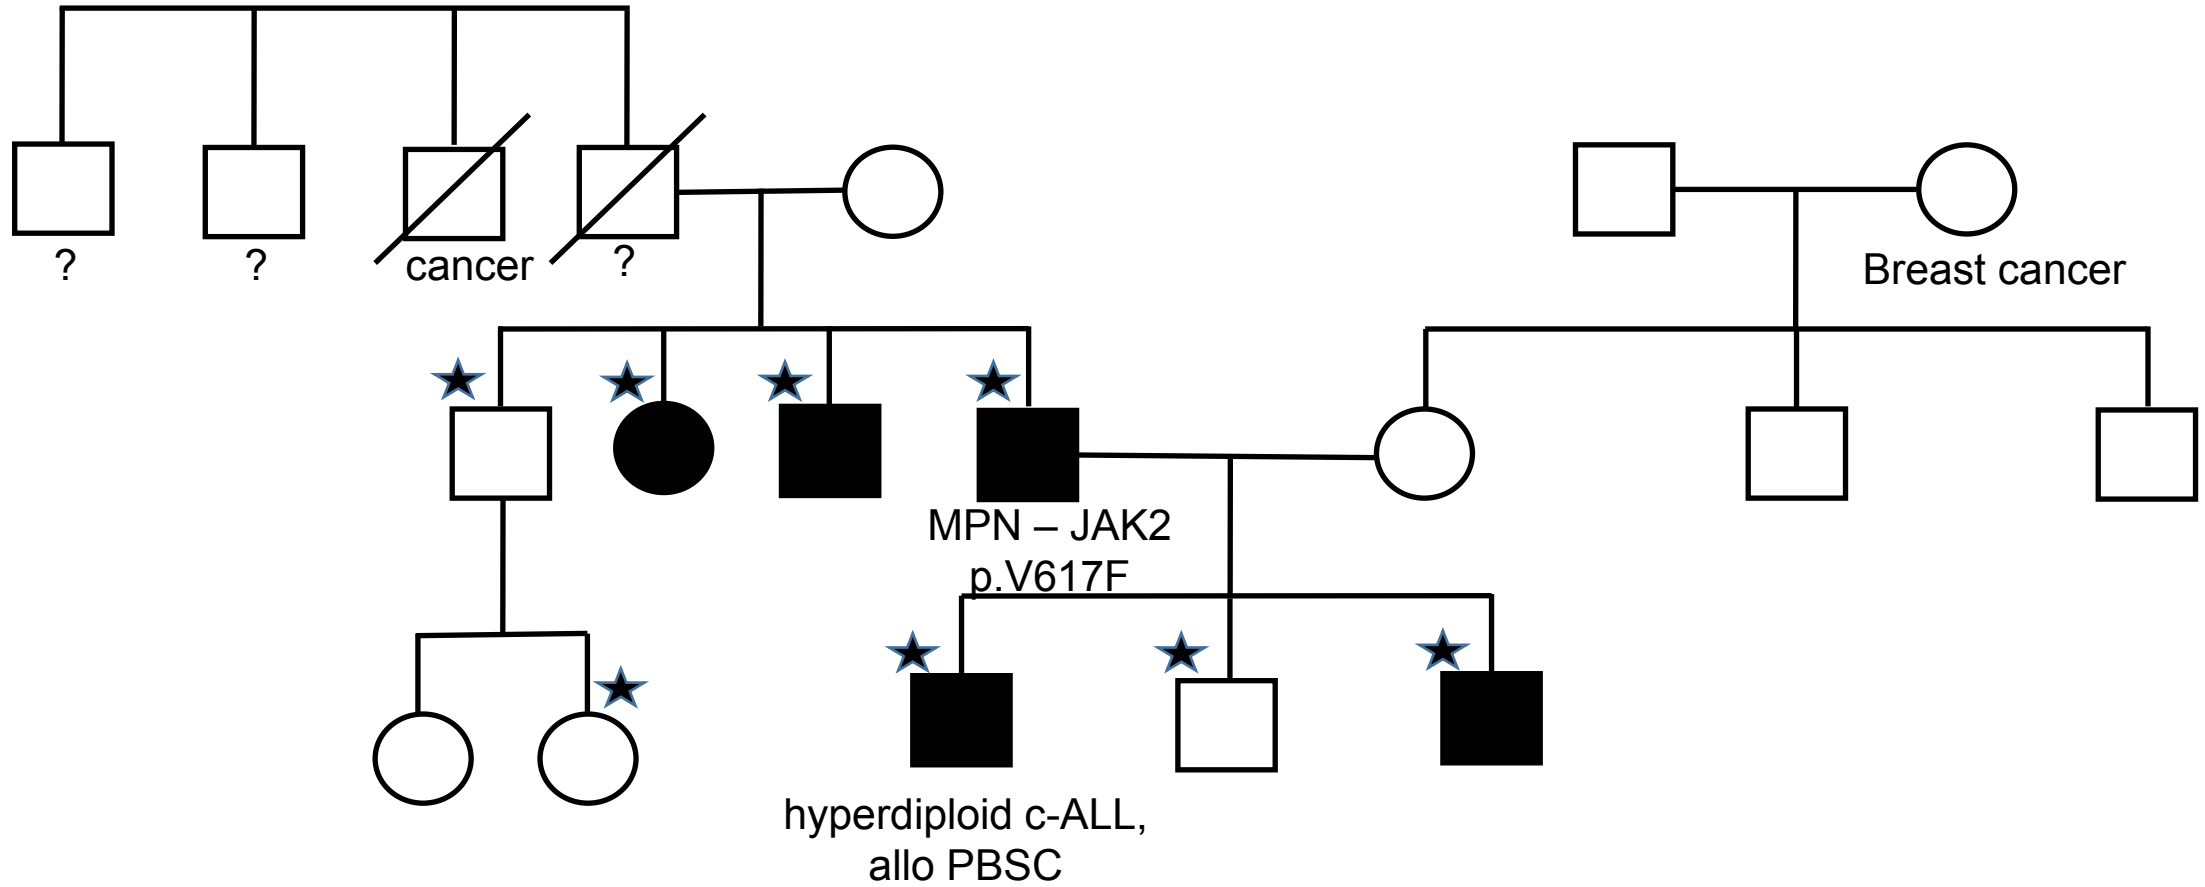 ?
?
cancer
?
Breast cancer
MPN – JAK2
p.V617F
hyperdiploid c-ALL,
allo PBSC